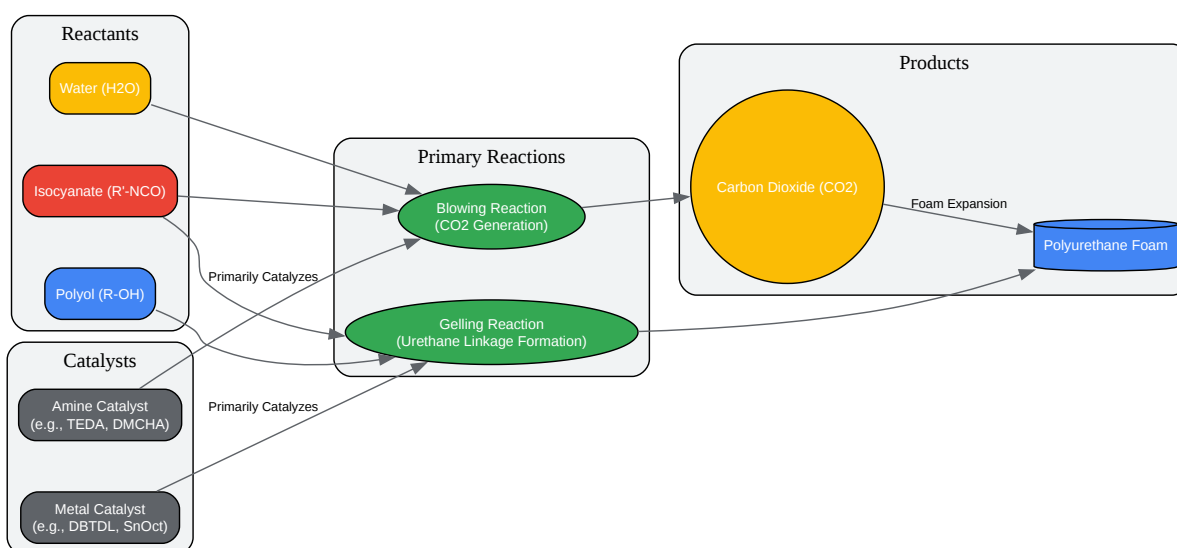 Reactants
Water (H2O)
Isocyanate (R'-NCO)
Polyol (R-OH)
Catalysts
Amine Catalyst
(e.g., TEDA, DMCHA)
Metal Catalyst
(e.g., DBTDL, SnOct)
Primarily Catalyzes
Primarily Catalyzes
Primary Reactions
Blowing Reaction
(CO2 Generation)
Gelling Reaction
(Urethane Linkage Formation)
Products
Carbon Dioxide (CO2)
Foam Expansion
Polyurethane Foam